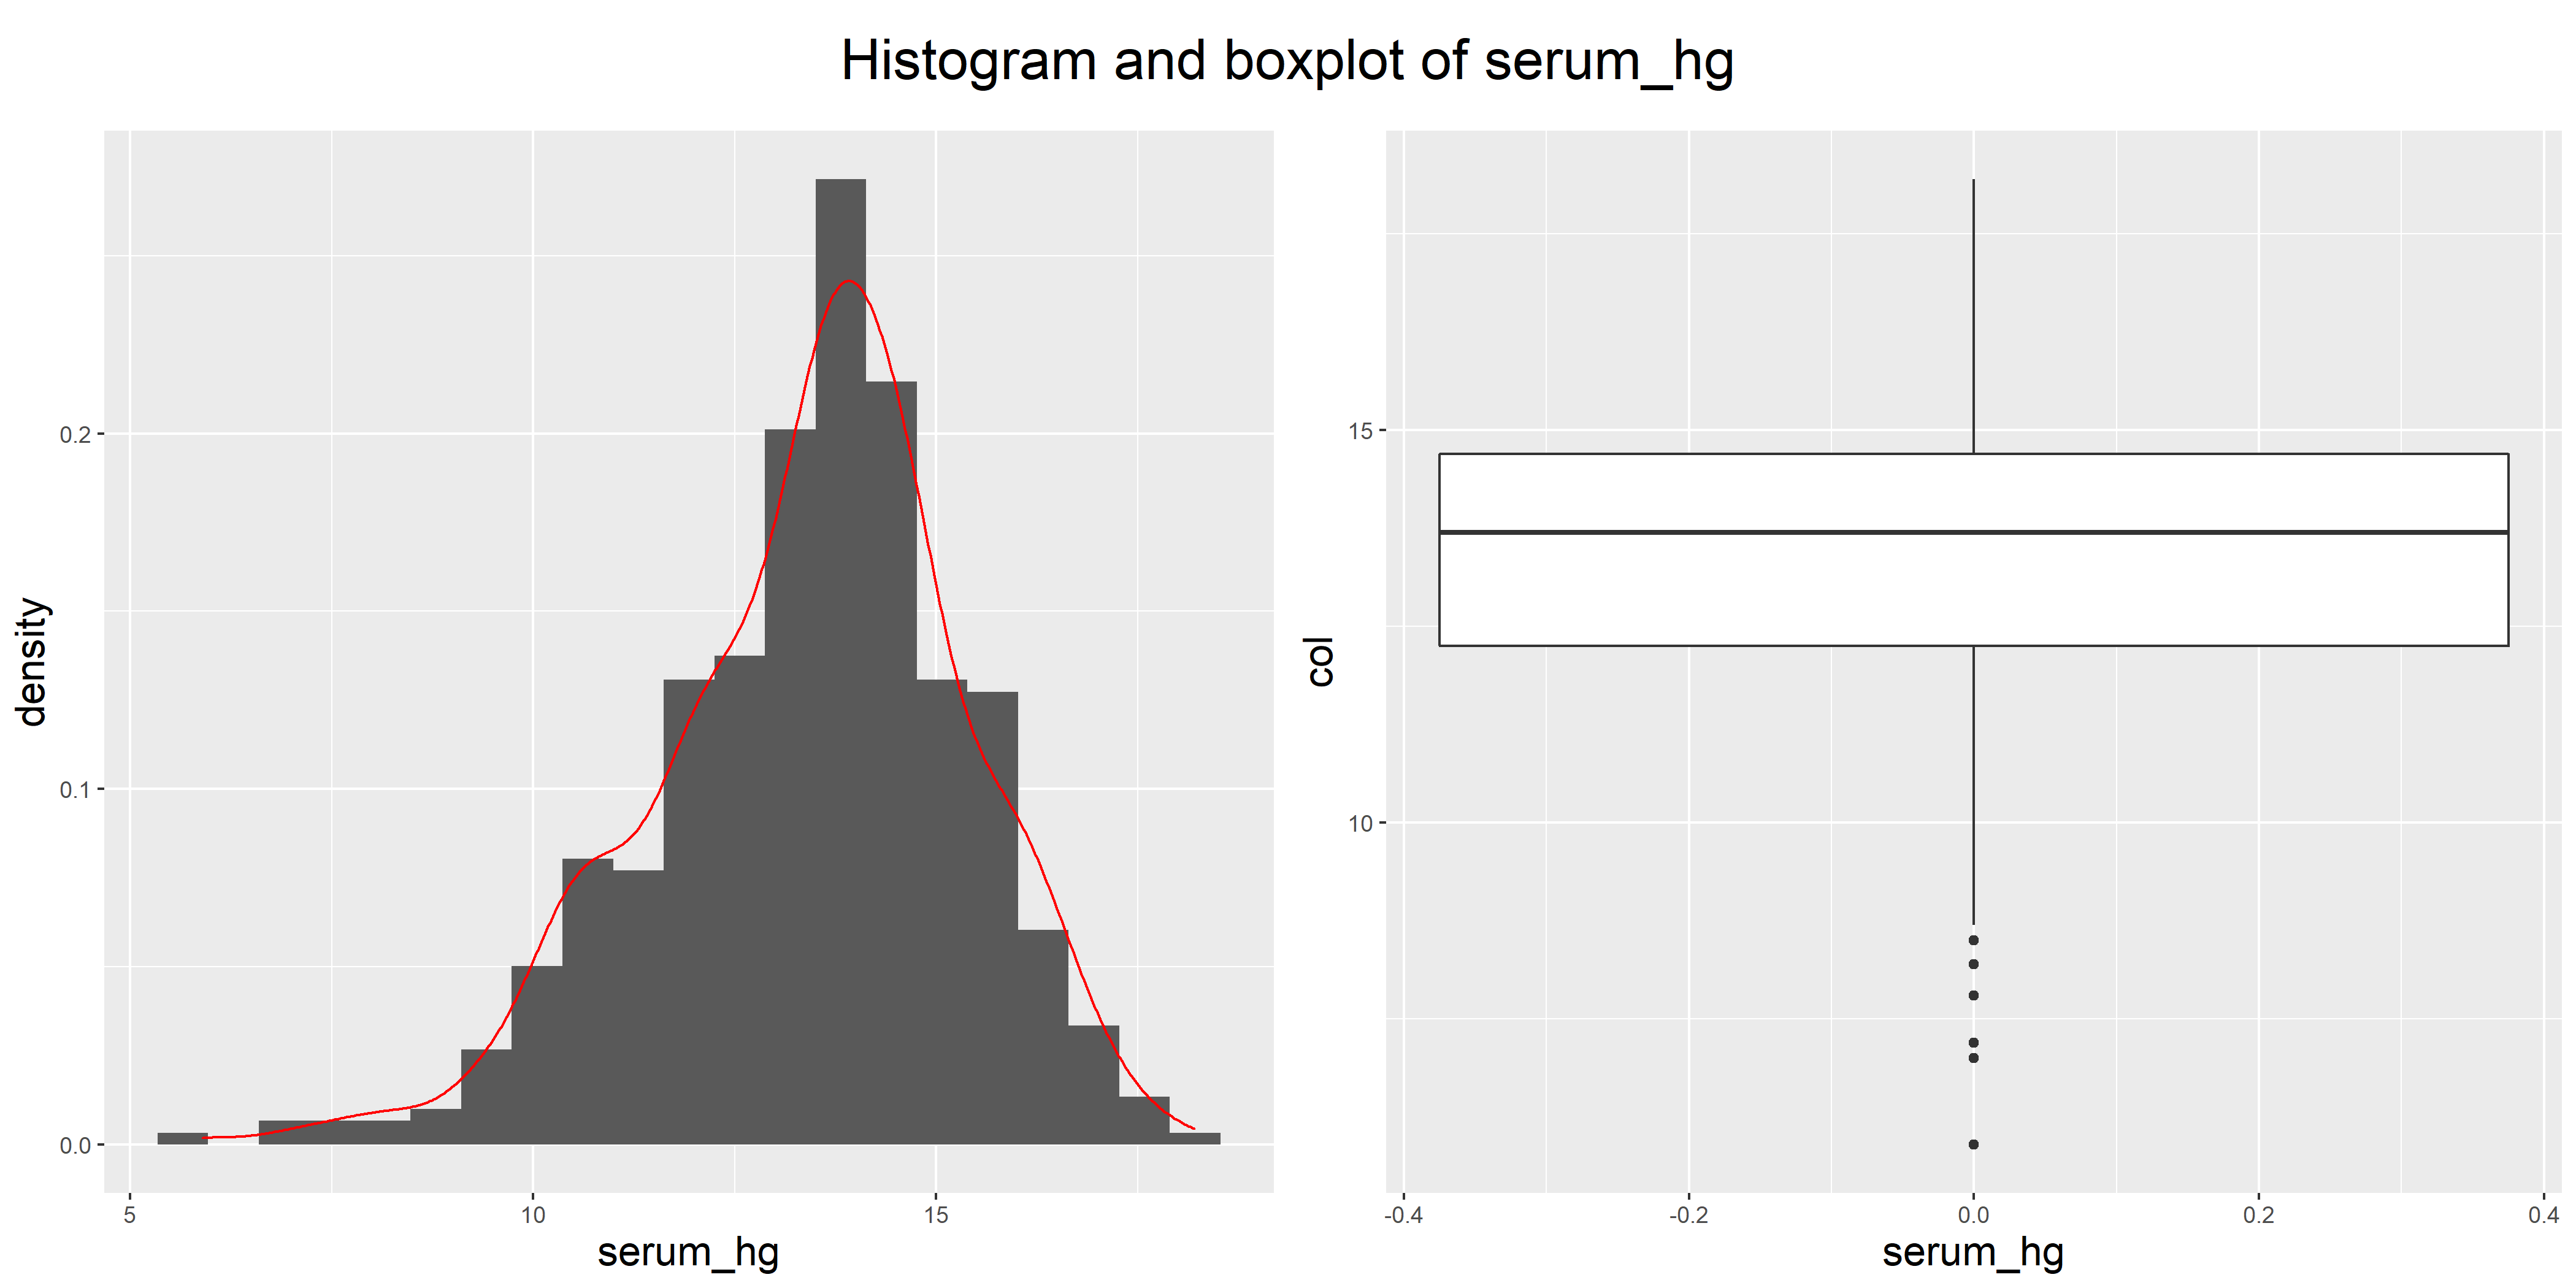 Histogram and boxplot of serum_hg
density
0.2
0.1
0.0
5 10 15
serum_hg
col
15
10
-0.4 -0.2 0.0 0.2 0.4
serum_hg